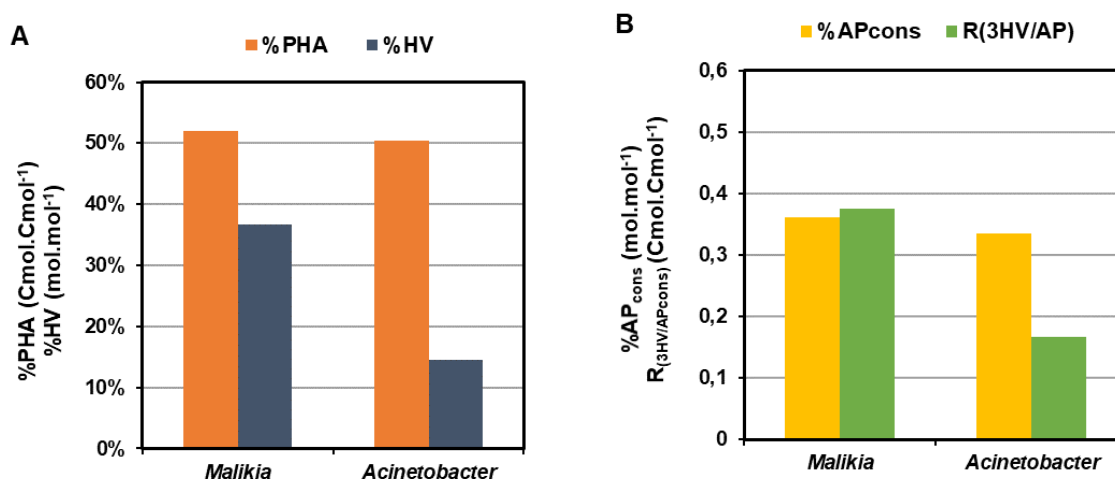 A
%PHA %HV
%PHA (Cmol.Cmol-1)
%HV (mol.mol-1)
60%
50%
40%
30%
20%
10%
0%
Malikia Acinetobacter
B
%APcons R(3HV/AP)
%APcons (mol.mol-1)
R(3HV/APcons) (Cmol.Cmol-1)
0,6
0,5
0,4
0,3
0,2
0,1
0
Malikia Acinetobacter